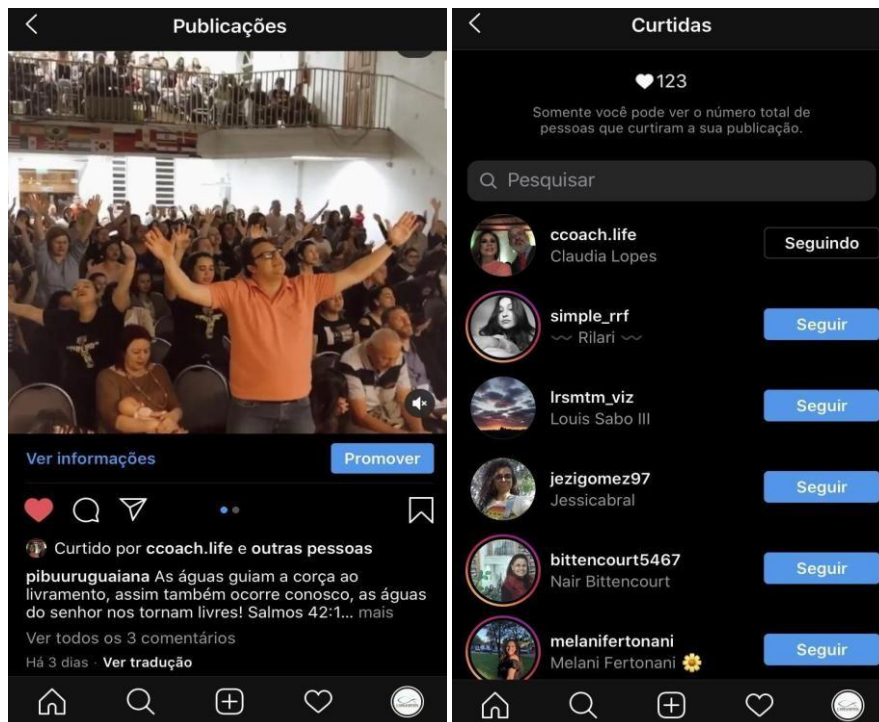 Publicações
Ver informações
Promover
Curtido por ccoach.life e outras pessoas
pibuuruguaiana As águas guiam a corça ao
livramento, assim também ocorre conosco, as águas
do senhor nos tornam livres! Salmos 42:1... mais
Ver todos os 3 comentários
Há 3 dias · Ver tradução
Curtidas
123
Somente você pode ver o número total de
pessoas que curtiram a sua publicação.
Pesquisar
ccoach.life
Claudia Lopes
Seguindo
simple_rrf
〰 Rilari 〰
Seguir
lrsmtm_viz
Louis Sabo III
Seguir
jezigomez97
Jessicabral
Seguir
bittencourt5467
Nair Bittencourt
Seguir
melanifertonani
Melani Fertonani 🌼
Seguir